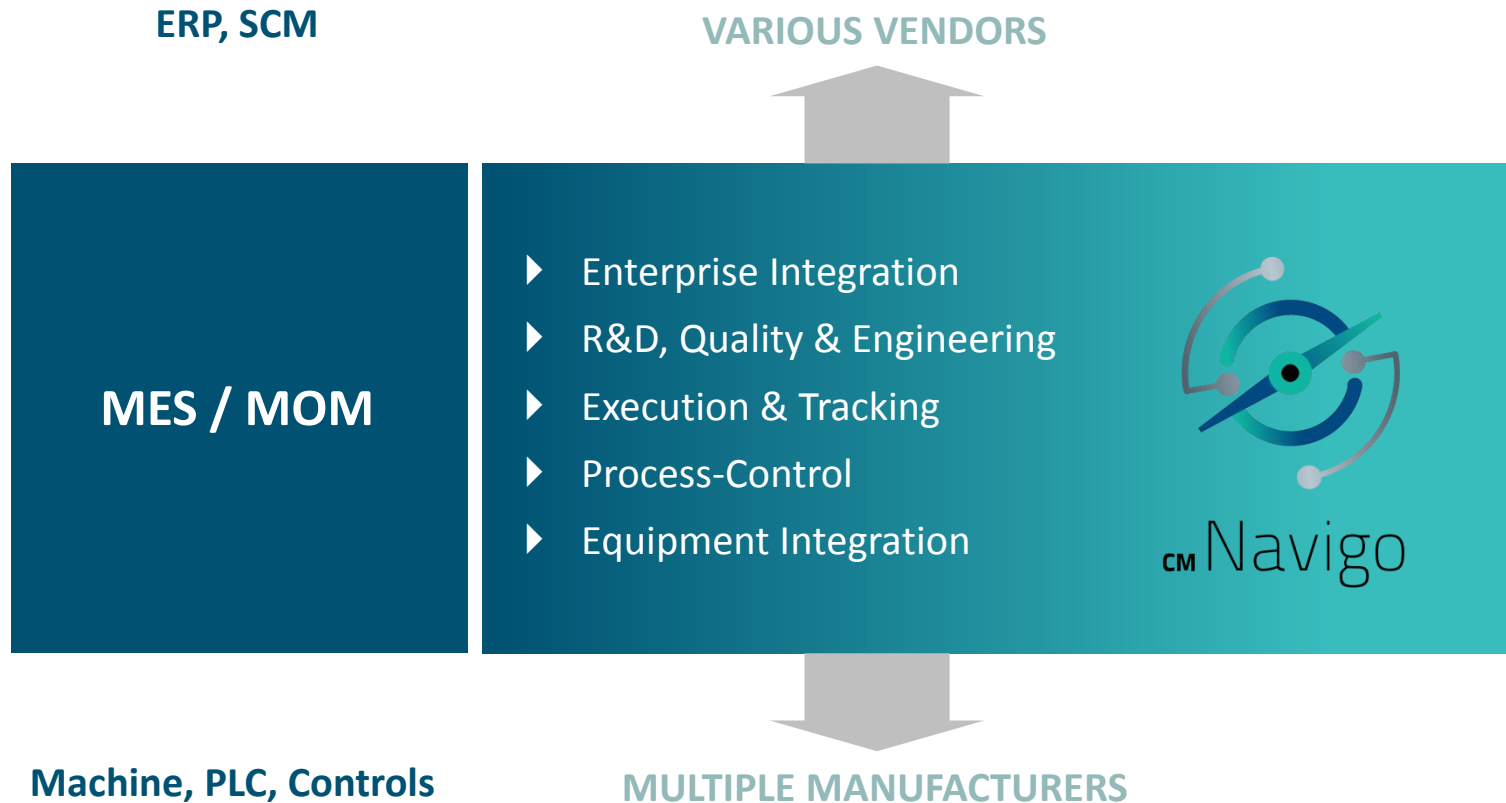 ERP, SCM
VARIOUS VENDORS
MES / MOM
Enterprise Integration
R&D, Quality & Engineering
Execution & Tracking
Process-Control
Equipment Integration
CM Navigo
Machine, PLC, Controls
MULTIPLE MANUFACTURERS